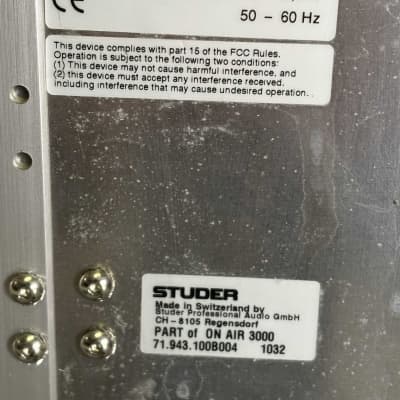 CE
50 – 60 Hz
This device complies with part 15 of the FCC Rules.
Operation is subject to the following two conditions:
(1) This device may not cause harmful interference, and
(2) this device must accept any interference received,
including interference that may cause undesired operation.
STUDER
Made in Switzerland by
Studer Professional Audio GmbH
CH – 8105 Regensdorf
PART of ON AIR 3000
71.943.100B004 1032